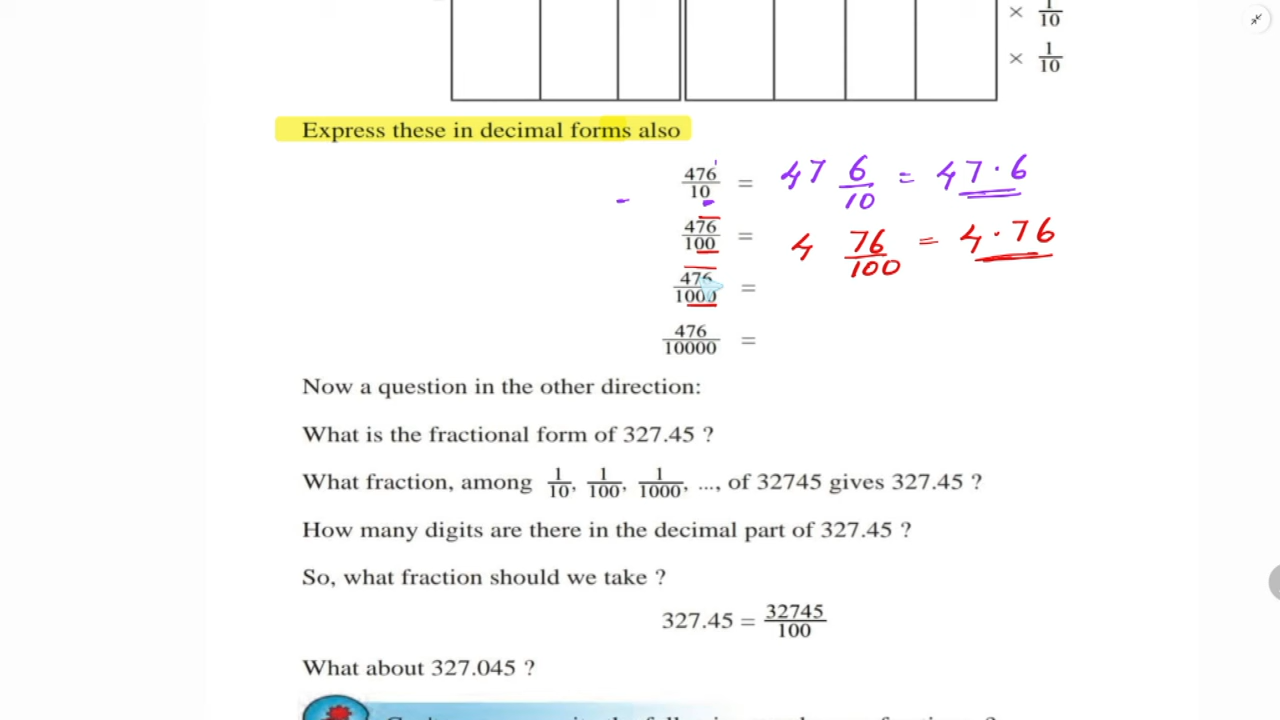 × 1/10
× 1/10
Express these in decimal forms also
476/10 = 47 6/10 = 47.6
476/100 = 4 76/100 = 4.76
476/1000 =
476/10000 =
Now a question in the other direction:
What is the fractional form of 327.45 ?
What fraction, among 1/10, 1/100, 1/1000, ..., of 32745 gives 327.45 ?
How many digits are there in the decimal part of 327.45 ?
So, what fraction should we take ?
327.45 = 32745/100
What about 327.045 ?